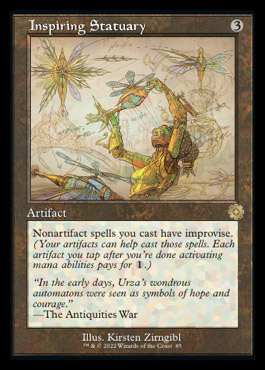 Inspiring Statuary 3
Artifact
Nonartifact spells you cast have improvise.
(Your artifacts can help cast those spells. Each
artifact you tap after you're done activating
mana abilities pays for 1.)
"In the early days, Urza's wondrous
automatons were seen as symbols of hope and
courage."
—The Antiquities War
Illus. Kirsten Zirngibl
™ & © 2022 Wizards of the Coast 85